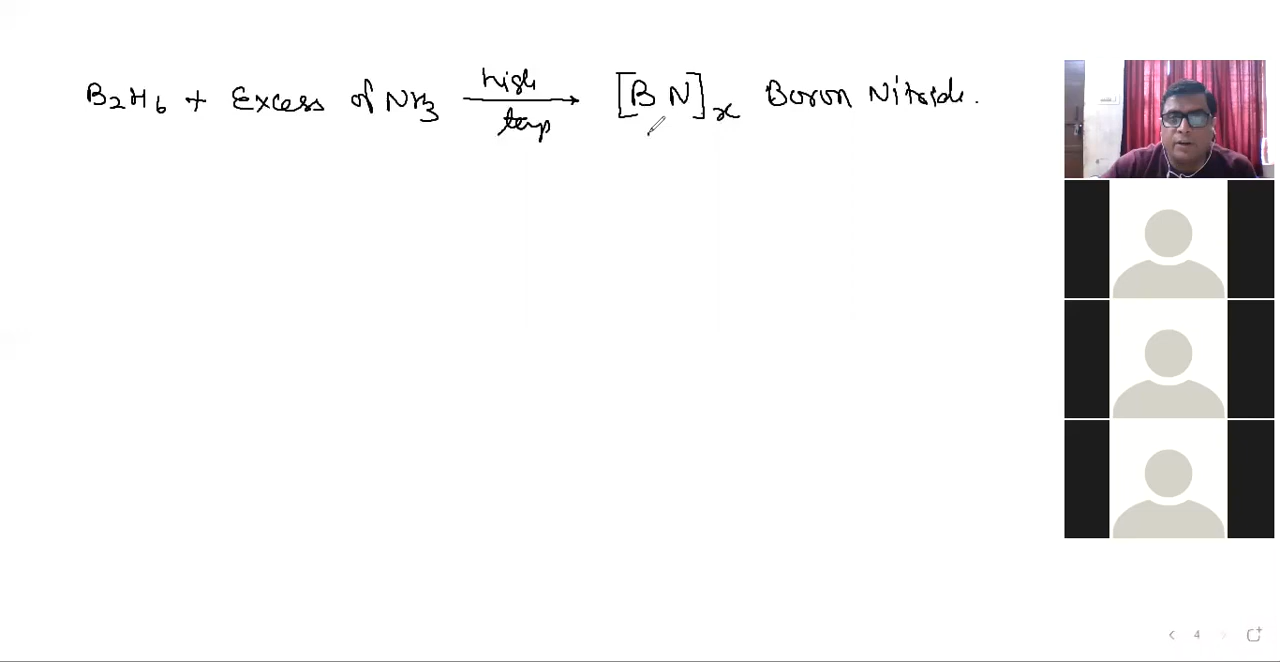 B2H6 + Excess of NH3 high temp → [BN]x Boron Nitride.
4